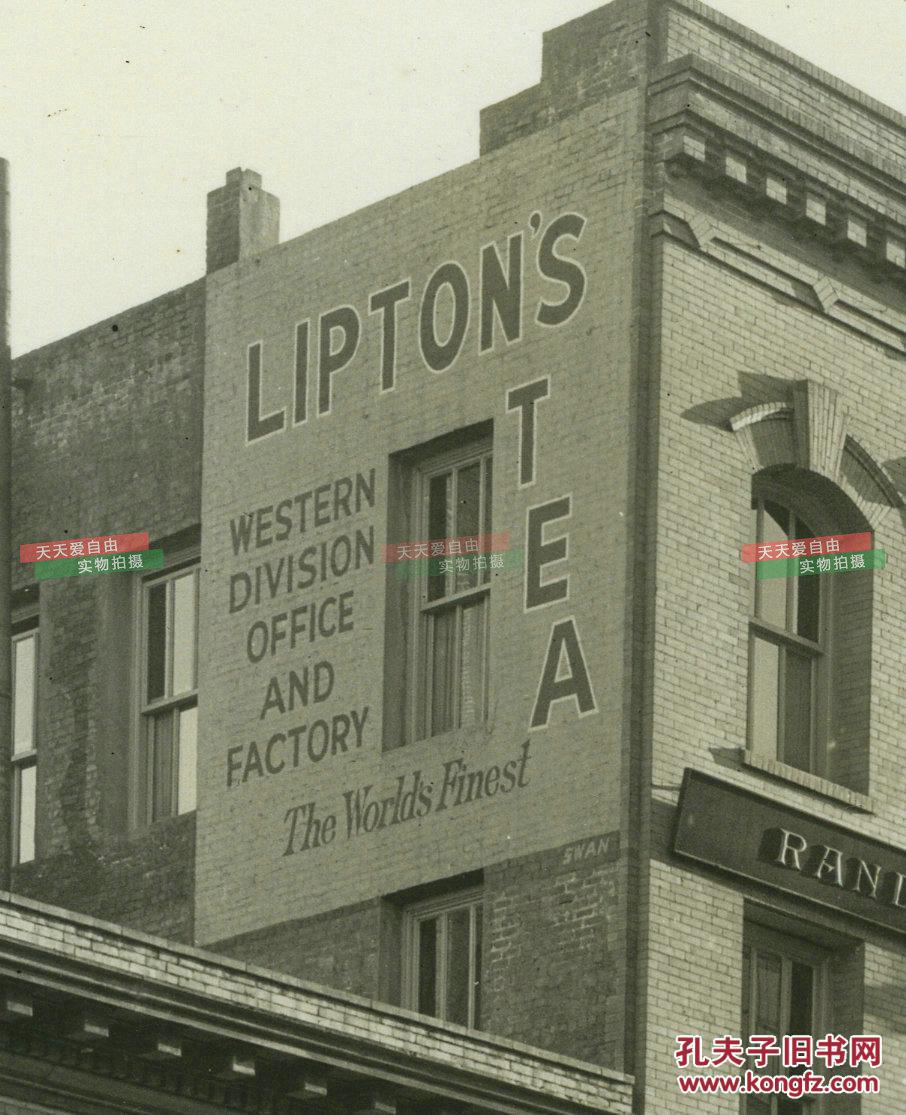 LIPTON'S
TEA
WESTERN
DIVISION
OFFICE
AND
FACTORY
The World's Finest
SWAN
天天爱自由
实物拍摄
天天爱自由
实物拍摄
天天爱自由
实物拍摄
孔夫子旧书网
www.kongfz.com